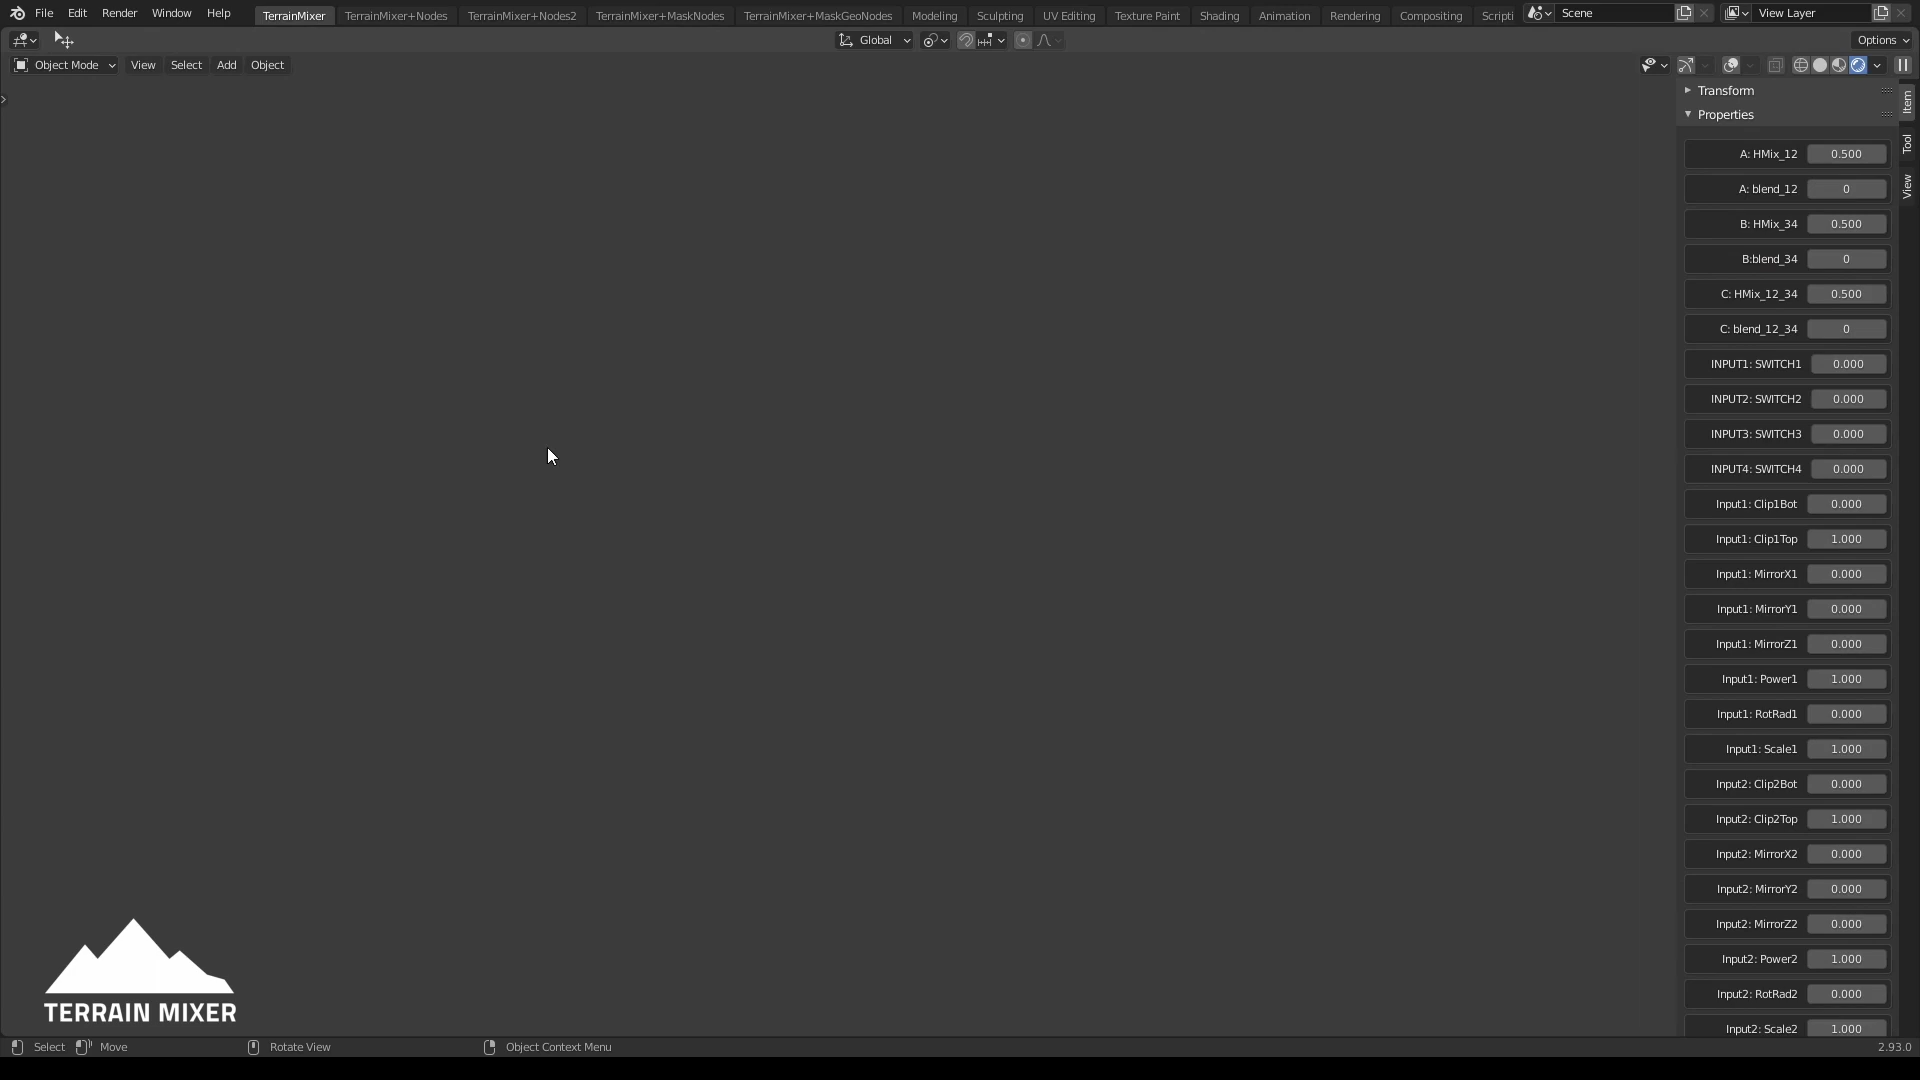 File Edit Render Window Help TerrainMixer TerrainMixer+Nodes TerrainMixer+Nodes2 TerrainMixer+MaskNodes TerrainMixer+MaskGeoNodes Modeling Sculpting UV Editing Texture Paint Shading Animation Rendering Compositing Scripti Scene View Layer
Global Options
Object Mode View Select Add Object
Transform
Properties
Item
Tool
View
A: HMix_12 0.500
A: blend_12 0
B: HMix_34 0.500
B:blend_34 0
C: HMix_12_34 0.500
C: blend_12_34 0
INPUT1: SWITCH1 0.000
INPUT2: SWITCH2 0.000
INPUT3: SWITCH3 0.000
INPUT4: SWITCH4 0.000
Input1: Clip1Bot 0.000
Input1: Clip1Top 1.000
Input1: MirrorX1 0.000
Input1: MirrorY1 0.000
Input1: MirrorZ1 0.000
Input1: Power1 1.000
Input1: RotRad1 0.000
Input1: Scale1 1.000
Input2: Clip2Bot 0.000
Input2: Clip2Top 1.000
Input2: MirrorX2 0.000
Input2: MirrorY2 0.000
Input2: MirrorZ2 0.000
Input2: Power2 1.000
Input2: RotRad2 0.000
Input2: Scale2 1.000
TERRAIN MIXER
Select Move Rotate View Object Context Menu 2.93.0